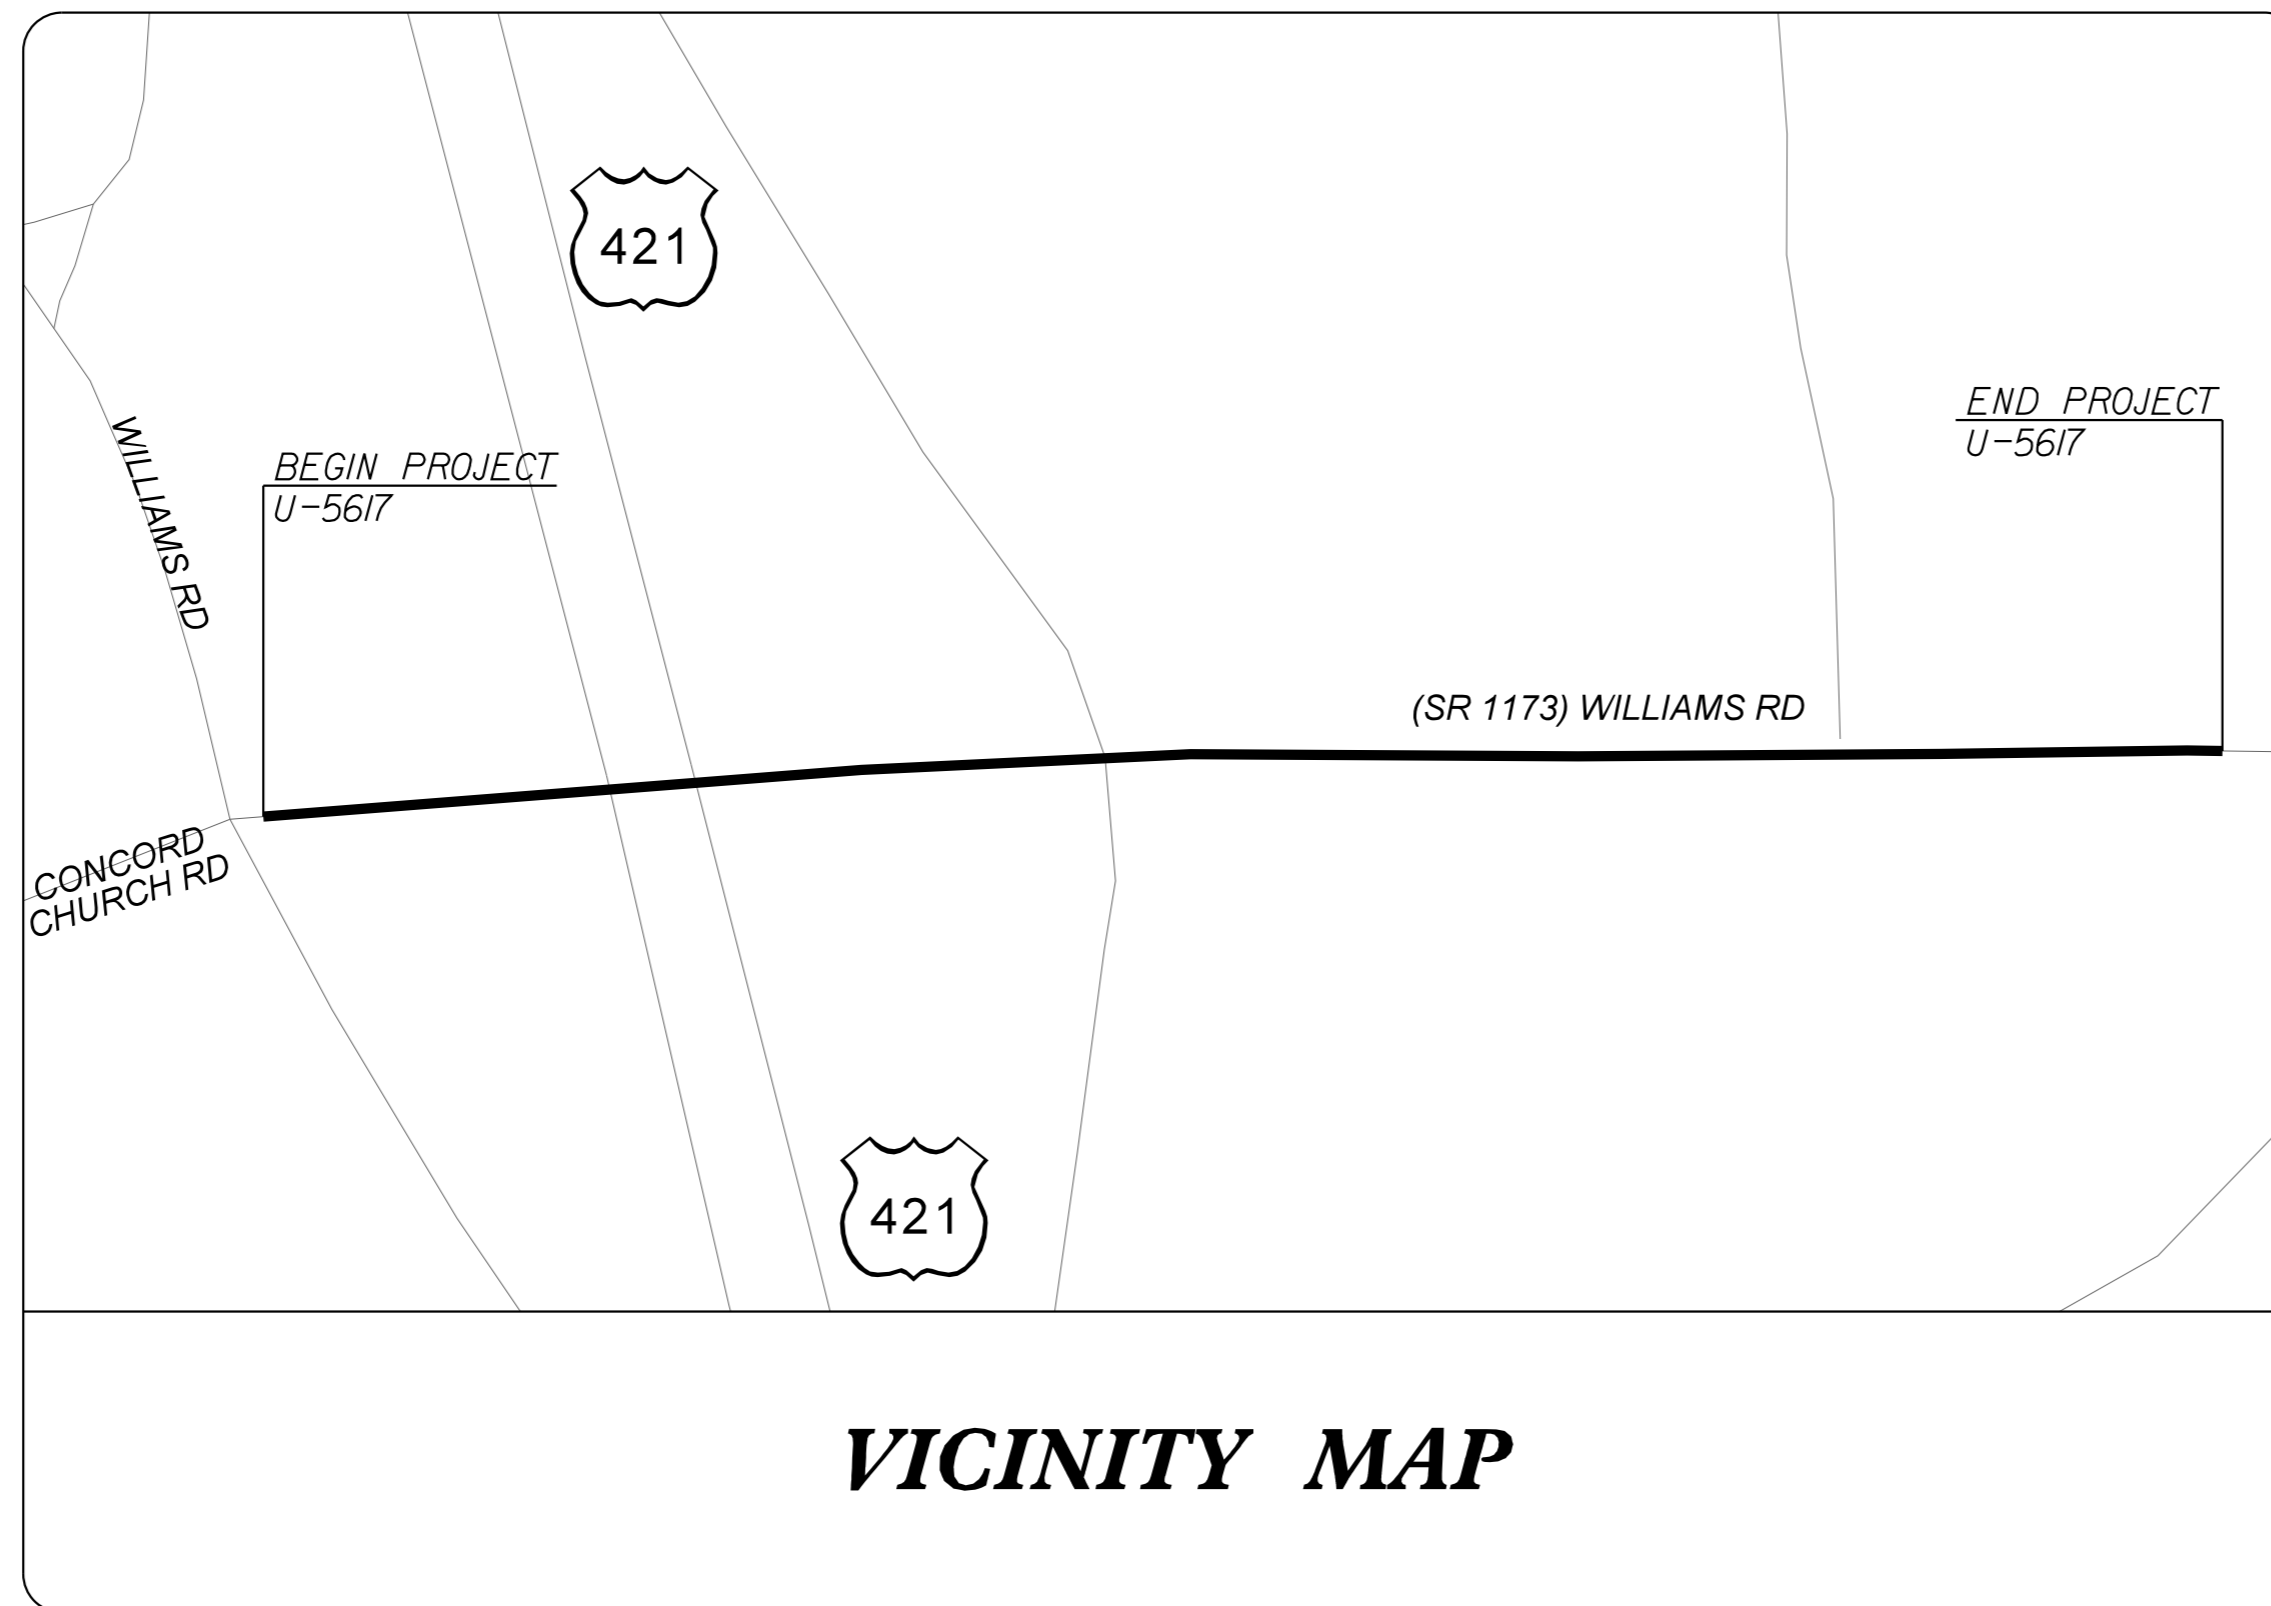 421
END PROJECT
U-5617
WILLIAMS RD
BEGIN PROJECT
U-5617
(SR 1173) WILLIAMS RD
CONCORD
CHURCH RD
421
VICINITY MAP